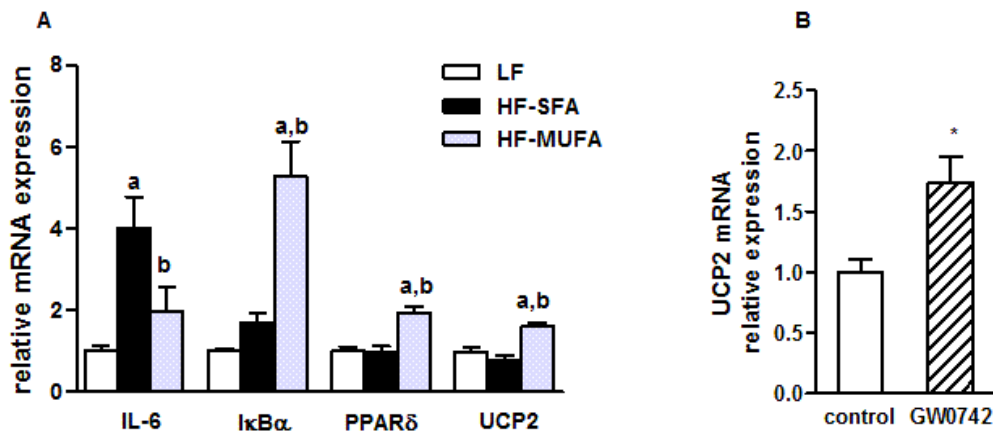 A
relative mRNA expression
8
6
4
2
0
LF
HF-SFA
HF-MUFA
a
b
a,b
a,b
a,b
IL-6
IκBα
PPARδ
UCP2
B
UCP2 mRNA
relative expression
2.5
2.0
1.5
1.0
0.5
0.0
*
control
GW0742